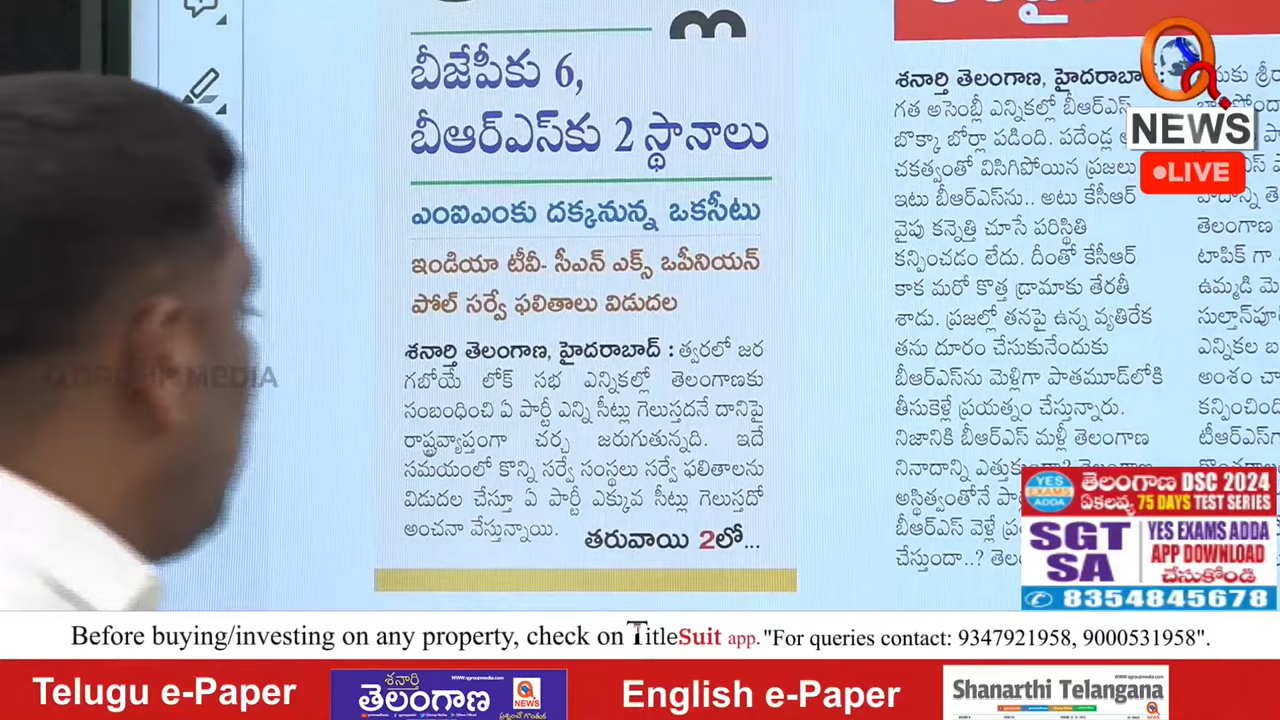 బీజేపీకు 6,
బీఆర్ఎస్‌కు 2 స్థానాలు
ఎంఐఎంకు దక్కనున్న ఒకసీటు
ఇండియా టీవీ- సీఎన్ ఎక్స్ ఒపీనియన్
పోల్ సర్వే ఫలితాలు విడుదల
శనార్తి తెలంగాణ, హైదరాబాద్ : త్వరలో జర
గబోయే లోక్ సభ ఎన్నికల్లో తెలంగాణకు
సంబంధించి ఏ పార్టీ ఎన్ని సీట్లు గెలుస్తదనే దానిపై
రాష్ట్రవ్యాప్తంగా చర్చ జరుగుతున్నది. ఇదే
సమయంలో కొన్ని సర్వే సంస్థలు సర్వే ఫలితాలను
విడుదల చేస్తూ ఏ పార్టీ ఎక్కువ సీట్లు గెలుస్తదో
అంచనా వేస్తున్నాయి. తరువాయి 2లో...
శనార్తి తెలంగాణ, హైదరాబాద్ :
గత అసెంబ్లీ ఎన్నికల్లో బీఆర్ఎస్
బొక్కా బోర్లా పడింది. పదేండ్ల
చకత్వంతో విసిగిపోయిన ప్రజలు
ఇటు బీఆర్ఎస్‌ను.. అటు కేసీఆర్
వైపు కన్నెత్తి చూసే పరిస్థితి
కన్పించడం లేదు. దీంతో కేసీఆర్
కాక మరో కొత్త డ్రామాకు తేరతీ
శాడు. ప్రజల్లో తనపై ఉన్న వ్యతిరేక
తను దూరం చేసుకునేందుకు
బీఆర్ఎస్‌ను మెళ్లిగా పాతమూడ్‌లోకి
తీసుకెళ్లే ప్రయత్నం చేస్తున్నారు.
నిజానికి బీఆర్ఎస్ మళ్లీ తెలంగాణ
నినాదాన్ని
అస్థిత్వంతోనే
బీఆర్ఎస్ వెళ్లే
చేస్తుందా..?
తెలంగాణ
టాపిక్ గా
ఉమ్మడి
ఎన్నికల
అంశం
Q NEWS
LIVE
YES EXAMS ADDA
తెలంగాణ DSC 2024
ఏకలవ్య 75 DAYS TEST SERIES
SGT SA
YES EXAMS ADDA
APP DOWNLOAD
చేసుకోండి
8354845678
Before buying/investing on any property, check on TitleSuit app. "For queries contact: 9347921958, 9000531958".
Telugu e-Paper
శనార్తి తెలంగాణ
Q NEWS
English e-Paper
Shanarthi Telangana